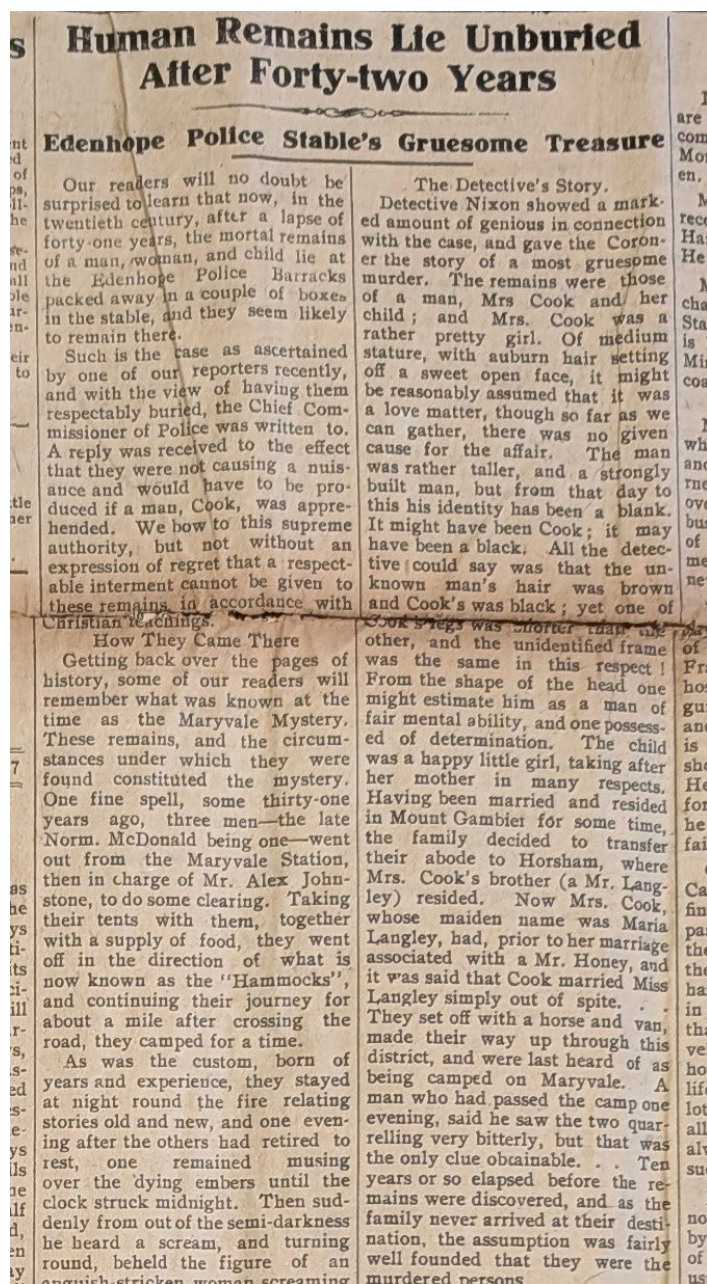 Human Remains Lie Unburied
After Forty-two Years
Edenhope Police Stable's Gruesome Treasure
Our readers will no doubt be
surprised to learn that now, in the
twentieth century, after a lapse of
forty-one years, the mortal remains
of a man, woman, and child lie at
the Edenhope Police Barracks
packed away in a couple of boxes
in the stable, and they seem likely
to remain there.
Such is the case as ascertained
by one of our reporters recently,
and with the view of having them
respectably buried, the Chief Com-
missioner of Police was written to.
A reply was received to the effect
that they were not causing a nuis-
ance and would have to be pro-
duced if a man, Cook, was appre-
hended. We bow to this supreme
authority, but not without an
expression of regret that a respect-
able interment cannot be given to
these remains in accordance with
Christian teachings.
How They Came There
Getting back over the pages of
history, some of our readers will
remember what was known at the
time as the Maryvale Mystery.
These remains, and the circum-
stances under which they were
found constituted the mystery.
One fine spell, some thirty-one
years ago, three men—the late
Norm. McDonald being one—went
out from the Maryvale Station,
then in charge of Mr. Alex John-
stone, to do some clearing. Taking
their tents with them, together
with a supply of food, they went
off in the direction of what is
now known as the "Hammocks",
and continuing their journey for
about a mile after crossing the
road, they camped for a time.
As was the custom, born of
years and experience, they stayed
at night round the fire relating
stories old and new, and one even-
ing after the others had retired to
rest, one remained musing
over the dying embers until the
clock struck midnight. Then sud-
denly from out of the semi-darkness
he heard a scream, and turning
round, beheld the figure of an
anguish-stricken woman screaming
The Detective's Story.
Detective Nixon showed a mark-
ed amount of genious in connection
with the case, and gave the Coron-
er the story of a most gruesome
murder. The remains were those
of a man, Mrs Cook and her
child; and Mrs. Cook was a
rather pretty girl. Of medium
stature, with auburn hair setting
off a sweet open face, it might
be reasonably assumed that it was
a love matter, though so far as we
can gather, there was no given
cause for the affair. The man
was rather taller, and a strongly
built man, but from that day to
this his identity has been a blank.
It might have been Cook; it may
have been a black. All the detec-
tive could say was that the un-
known man's hair was brown
and Cook's was black; yet one of
Cook's legs was shorter than the
other, and the unidentified frame
was the same in this respect!
From the shape of the head one
might estimate him as a man of
fair mental ability, and one possess-
ed of determination. The child
was a happy little girl, taking after
her mother in many respects.
Having been married and resided
in Mount Gambier for some time,
the family decided to transfer
their abode to Horsham, where
Mrs. Cook's brother (a Mr. Lang-
ley) resided. Now Mrs. Cook,
whose maiden name was Maria
Langley, had, prior to her marriage
associated with a Mr. Honey, and
it was said that Cook married Miss
Langley simply out of spite. . .
They set off with a horse and van,
made their way up through this
district, and were last heard of as
being camped on Maryvale. A
man who had passed the camp one
evening, said he saw the two quar-
relling very bitterly, but that was
the only clue obtainable. . . Ten
years or so elapsed before the re-
mains were discovered, and as the
family never arrived at their desti-
nation, the assumption was fairly
well founded that they were the
murdered persons